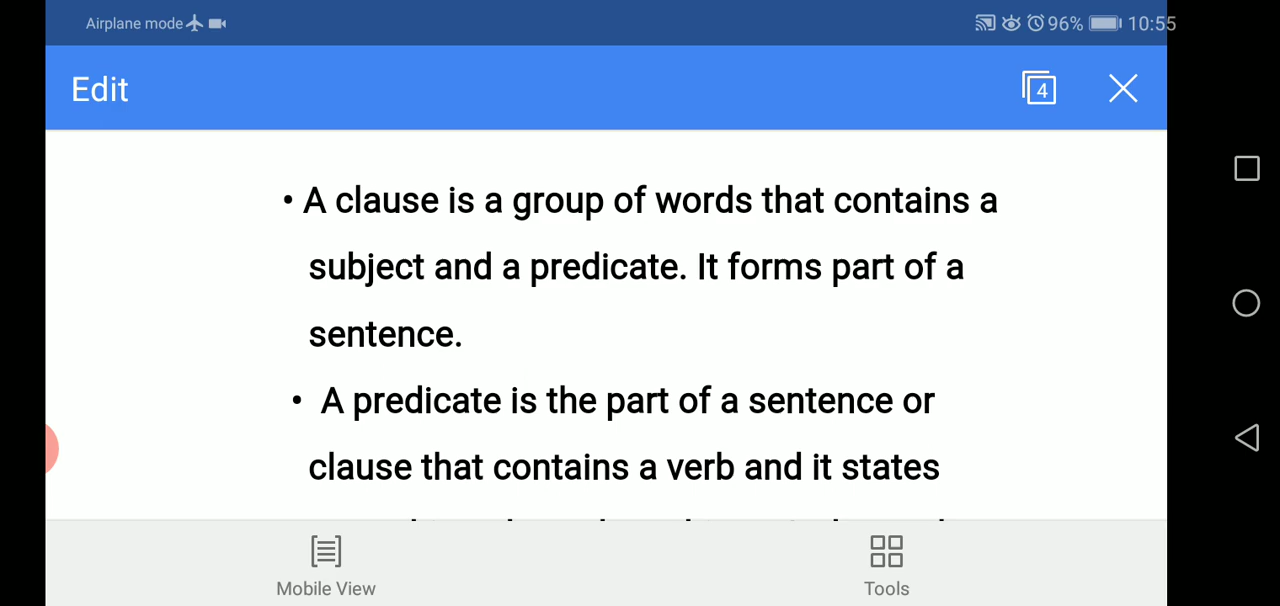 Airplane mode 96% 10:55
Edit 4
• A clause is a group of words that contains a
subject and a predicate. It forms part of a
sentence.
• A predicate is the part of a sentence or
clause that contains a verb and it states
Mobile View Tools